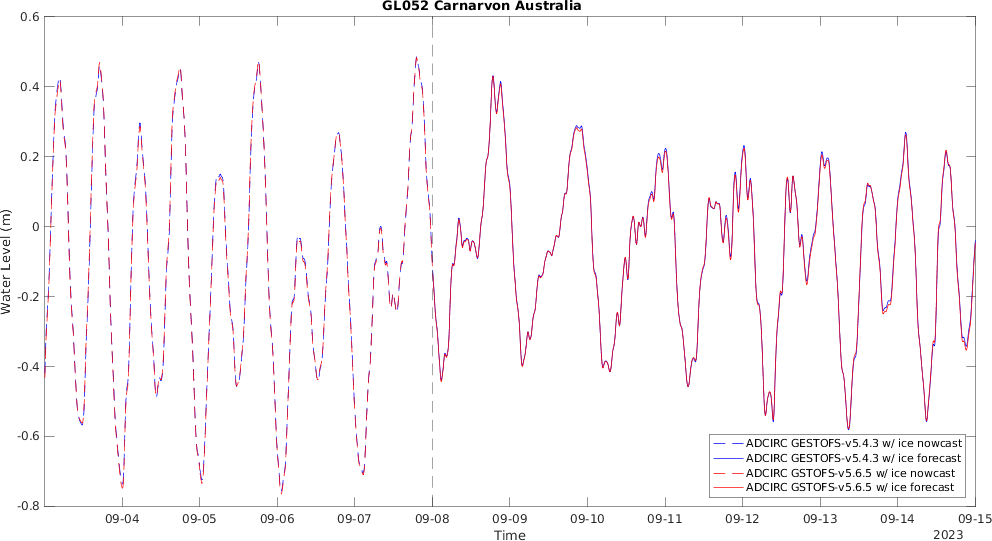 GL052 Carnarvon Australia
0.6
0.4
0.2
0
-0.2
-0.4
-0.6
-0.8
Water Level (m)
ADCIRC GESTOFS-v5.4.3 w/ ice nowcast
ADCIRC GESTOFS-v5.4.3 w/ ice forecast
ADCIRC GSTOFS-v5.6.5 w/ ice nowcast
ADCIRC GSTOFS-v5.6.5 w/ ice forecast
09-04 09-05 09-06 09-07 09-08 09-09 09-10 09-11 09-12 09-13 09-14 09-15
Time
2023